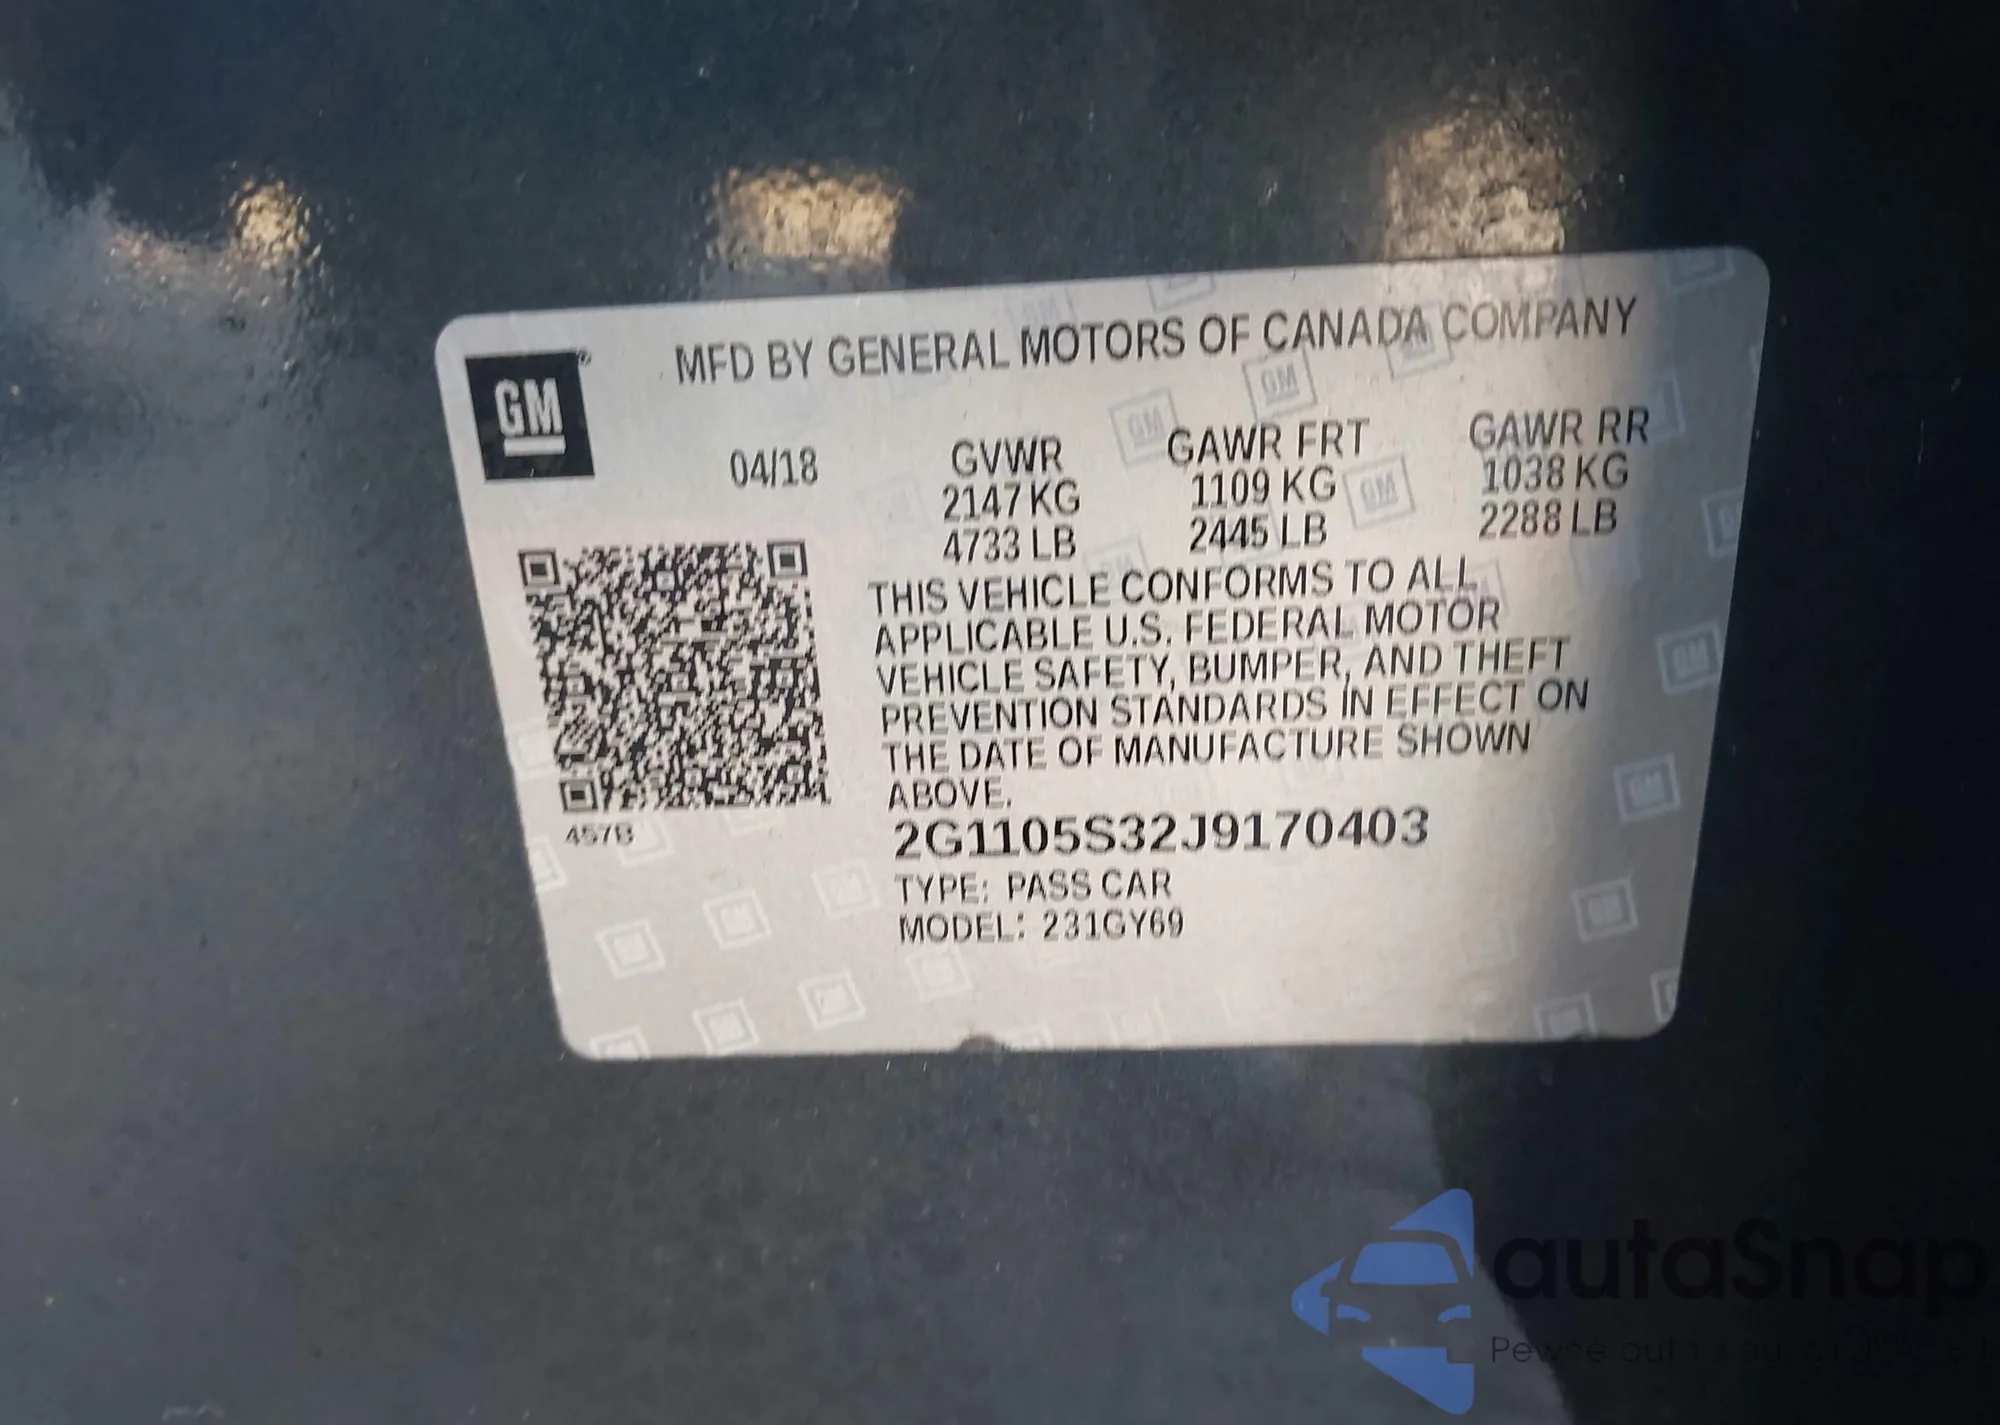 MFD BY GENERAL MOTORS OF CANADA COMPANY
GM
04/18
GVWR GAWR FRT GAWR RR
2147 KG 1109 KG 1038 KG
4733 LB 2445 LB 2288 LB
THIS VEHICLE CONFORMS TO ALL
APPLICABLE U.S. FEDERAL MOTOR
VEHICLE SAFETY, BUMPER, AND THEFT
PREVENTION STANDARDS IN EFFECT ON
THE DATE OF MANUFACTURE SHOWN
ABOVE.
457B
2G1105S32J9170403
TYPE: PASS CAR
MODEL: 231GY69
autaSnap
Pewne auta